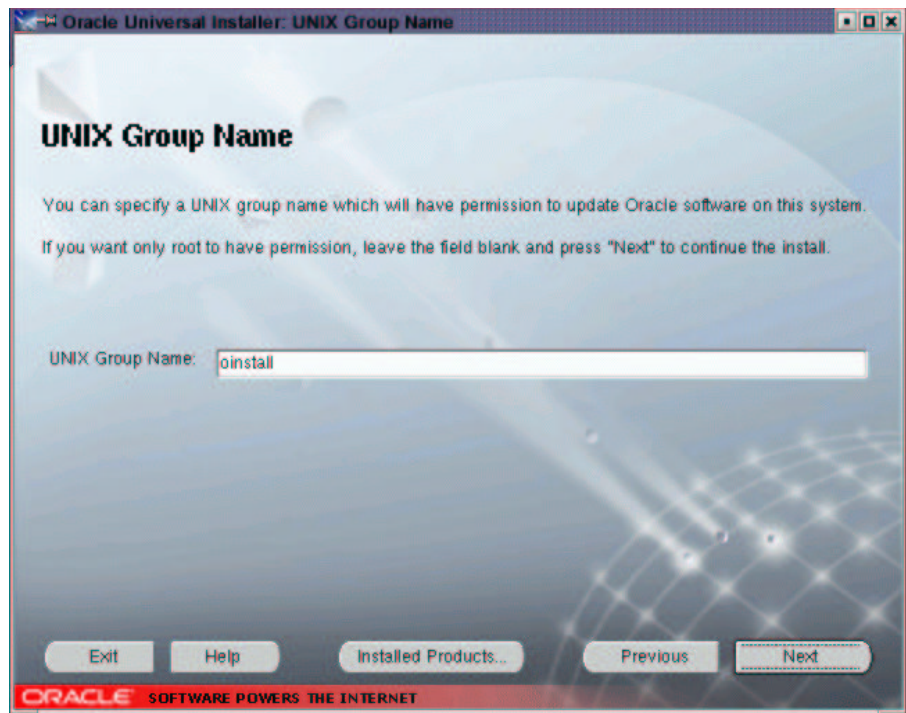 Oracle Universal Installer: UNIX Group Name
UNIX Group Name
You can specify a UNIX group name which will have permission to update Oracle software on this system.
If you want only root to have permission, leave the field blank and press "Next" to continue the install.
UNIX Group Name: oinstall
Exit Help Installed Products... Previous Next
ORACLE SOFTWARE POWERS THE INTERNET